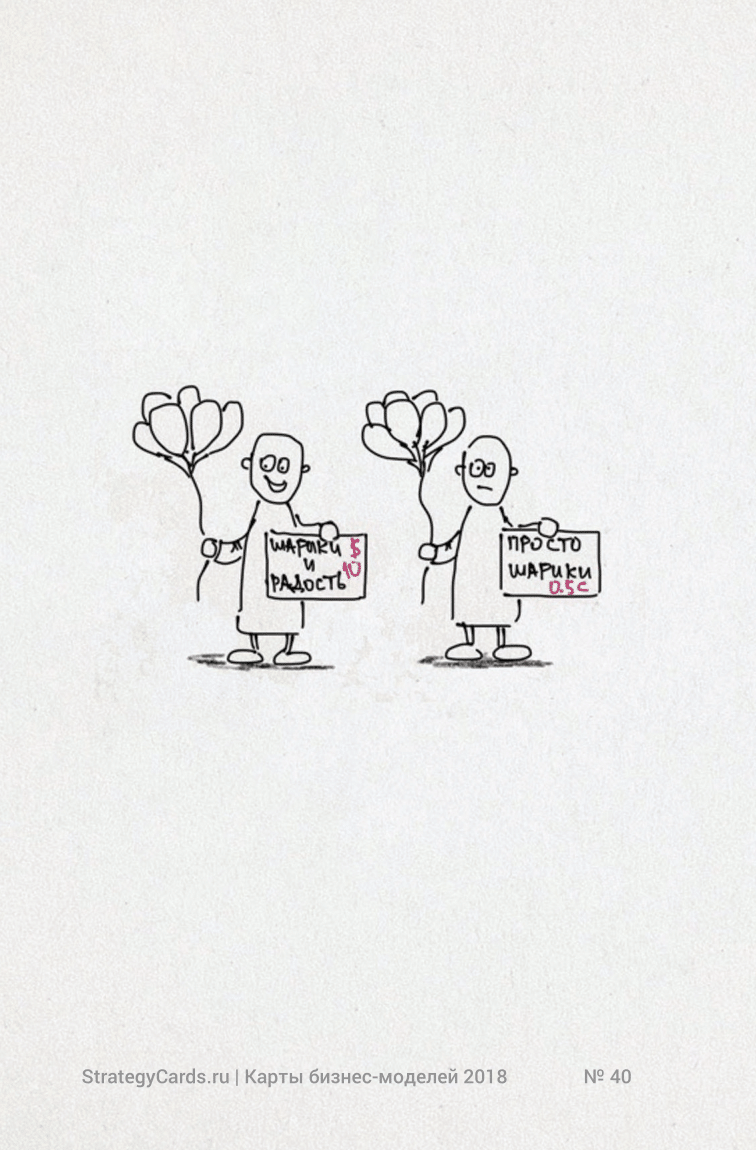 ШАРИКИ $
И 10
РАДОСТЬ
ПРОСТО
ШАРИКИ
0.5c
StrategyCards.ru | Карты бизнес-моделей 2018
№ 40